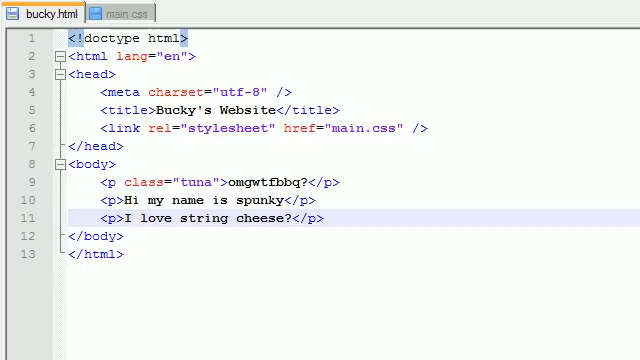 bucky.html main.css
1 <!doctype html>
2 <html lang="en">
3 <head>
4 <meta charset="utf-8" />
5 <title>Bucky's Website</title>
6 <link rel="stylesheet" href="main.css" />
7 </head>
8 <body>
9 <p class="tuna">omgwtfbbq?</p>
10 <p>Hi my name is spunky</p>
11 <p>I love string cheese?</p>
12 </body>
13 </html>